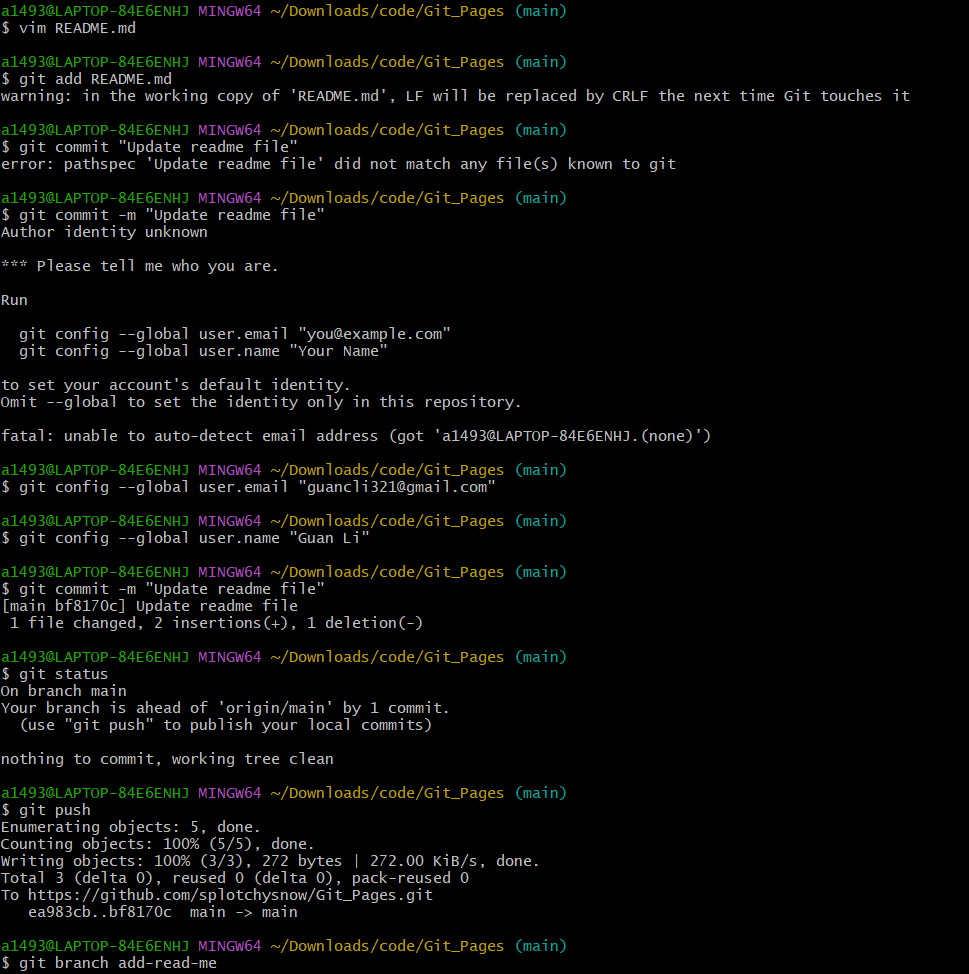 a1493@LAPTOP-84E6ENHJ MINGW64 ~/Downloads/code/Git_Pages (main)
$ vim README.md

a1493@LAPTOP-84E6ENHJ MINGW64 ~/Downloads/code/Git_Pages (main)
$ git add README.md
warning: in the working copy of 'README.md', LF will be replaced by CRLF the next time Git touches it

a1493@LAPTOP-84E6ENHJ MINGW64 ~/Downloads/code/Git_Pages (main)
$ git commit "Update readme file"
error: pathspec 'Update readme file' did not match any file(s) known to git

a1493@LAPTOP-84E6ENHJ MINGW64 ~/Downloads/code/Git_Pages (main)
$ git commit -m "Update readme file"
Author identity unknown

*** Please tell me who you are.

Run

  git config --global user.email "you@example.com"
  git config --global user.name "Your Name"

to set your account's default identity.
Omit --global to set the identity only in this repository.

fatal: unable to auto-detect email address (got 'a1493@LAPTOP-84E6ENHJ.(none)')

a1493@LAPTOP-84E6ENHJ MINGW64 ~/Downloads/code/Git_Pages (main)
$ git config --global user.email "guancli321@gmail.com"

a1493@LAPTOP-84E6ENHJ MINGW64 ~/Downloads/code/Git_Pages (main)
$ git config --global user.name "Guan Li"

a1493@LAPTOP-84E6ENHJ MINGW64 ~/Downloads/code/Git_Pages (main)
$ git commit -m "Update readme file"
[main bf8170c] Update readme file
 1 file changed, 2 insertions(+), 1 deletion(-)

a1493@LAPTOP-84E6ENHJ MINGW64 ~/Downloads/code/Git_Pages (main)
$ git status
On branch main
Your branch is ahead of 'origin/main' by 1 commit.
  (use "git push" to publish your local commits)

nothing to commit, working tree clean

a1493@LAPTOP-84E6ENHJ MINGW64 ~/Downloads/code/Git_Pages (main)
$ git push
Enumerating objects: 5, done.
Counting objects: 100% (5/5), done.
Writing objects: 100% (3/3), 272 bytes | 272.00 KiB/s, done.
Total 3 (delta 0), reused 0 (delta 0), pack-reused 0
To https://github.com/splotchysnow/Git_Pages.git
   ea983cb..bf8170c  main -> main

a1493@LAPTOP-84E6ENHJ MINGW64 ~/Downloads/code/Git_Pages (main)
$ git branch add-read-me